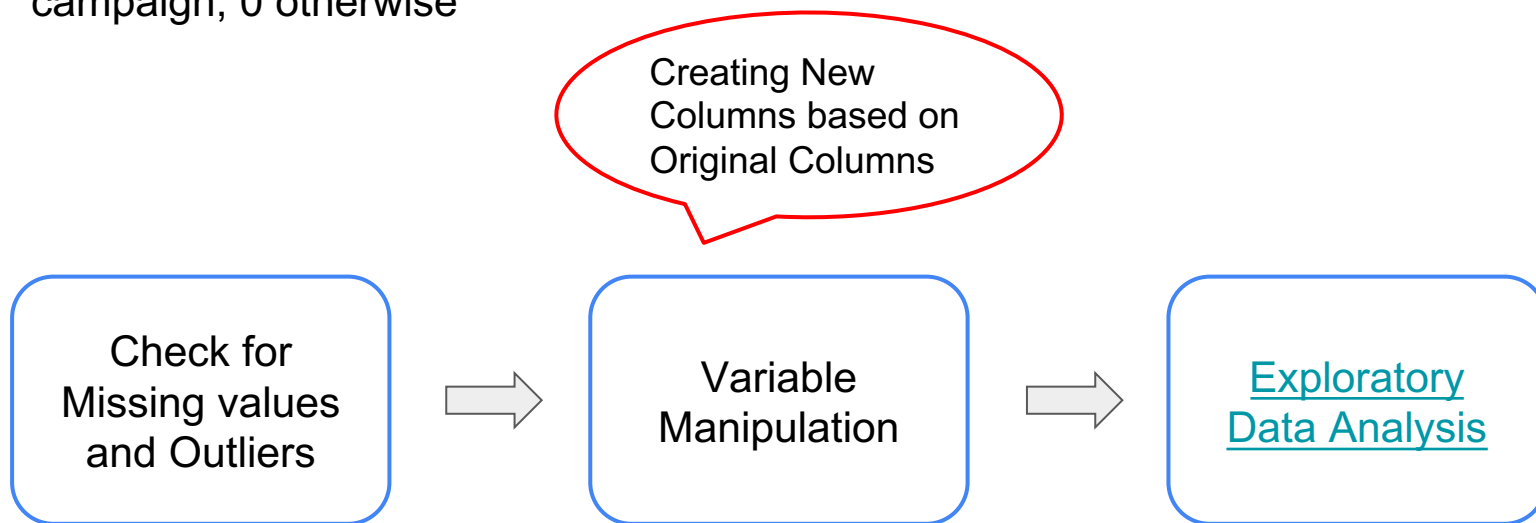 campaign, 0 otherwise
Creating New
Columns based on
Original Columns
Check for
Missing values
and Outliers
Variable
Manipulation
Exploratory
Data Analysis